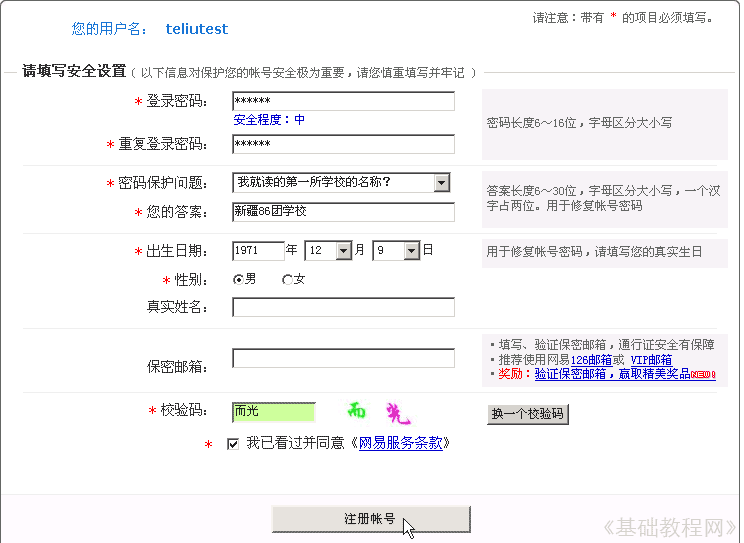 您的用户名： teliutest
请注意：带有 * 的项目必须填写。
请填写安全设置（ 以下信息对保护您的帐号安全极为重要，请您慎重填写并牢记 ）
* 登录密码： ******
安全程度：中
密码长度6～16位，字母区分大小写
* 重复登录密码： ******
* 密码保护问题： 我就读的第一所学校的名称？
答案长度6～30位，字母区分大小写，一个汉
字占两位。用于修复帐号密码
* 您的答案： 新疆86团学校
* 出生日期： 1971 年 12 月 9 日
用于修复帐号密码，请填写您的真实生日
* 性别： 男 女
真实姓名：
保密邮箱：
·填写、验证保密邮箱，通行证安全有保障
·推荐使用网易126邮箱或 VIP邮箱
·奖励：验证保密邮箱，赢取精美奖品NEW!
* 校验码： 而光 而 光 换一个校验码
* 我已看过并同意《网易服务条款》
注册帐号
《基础教程网》